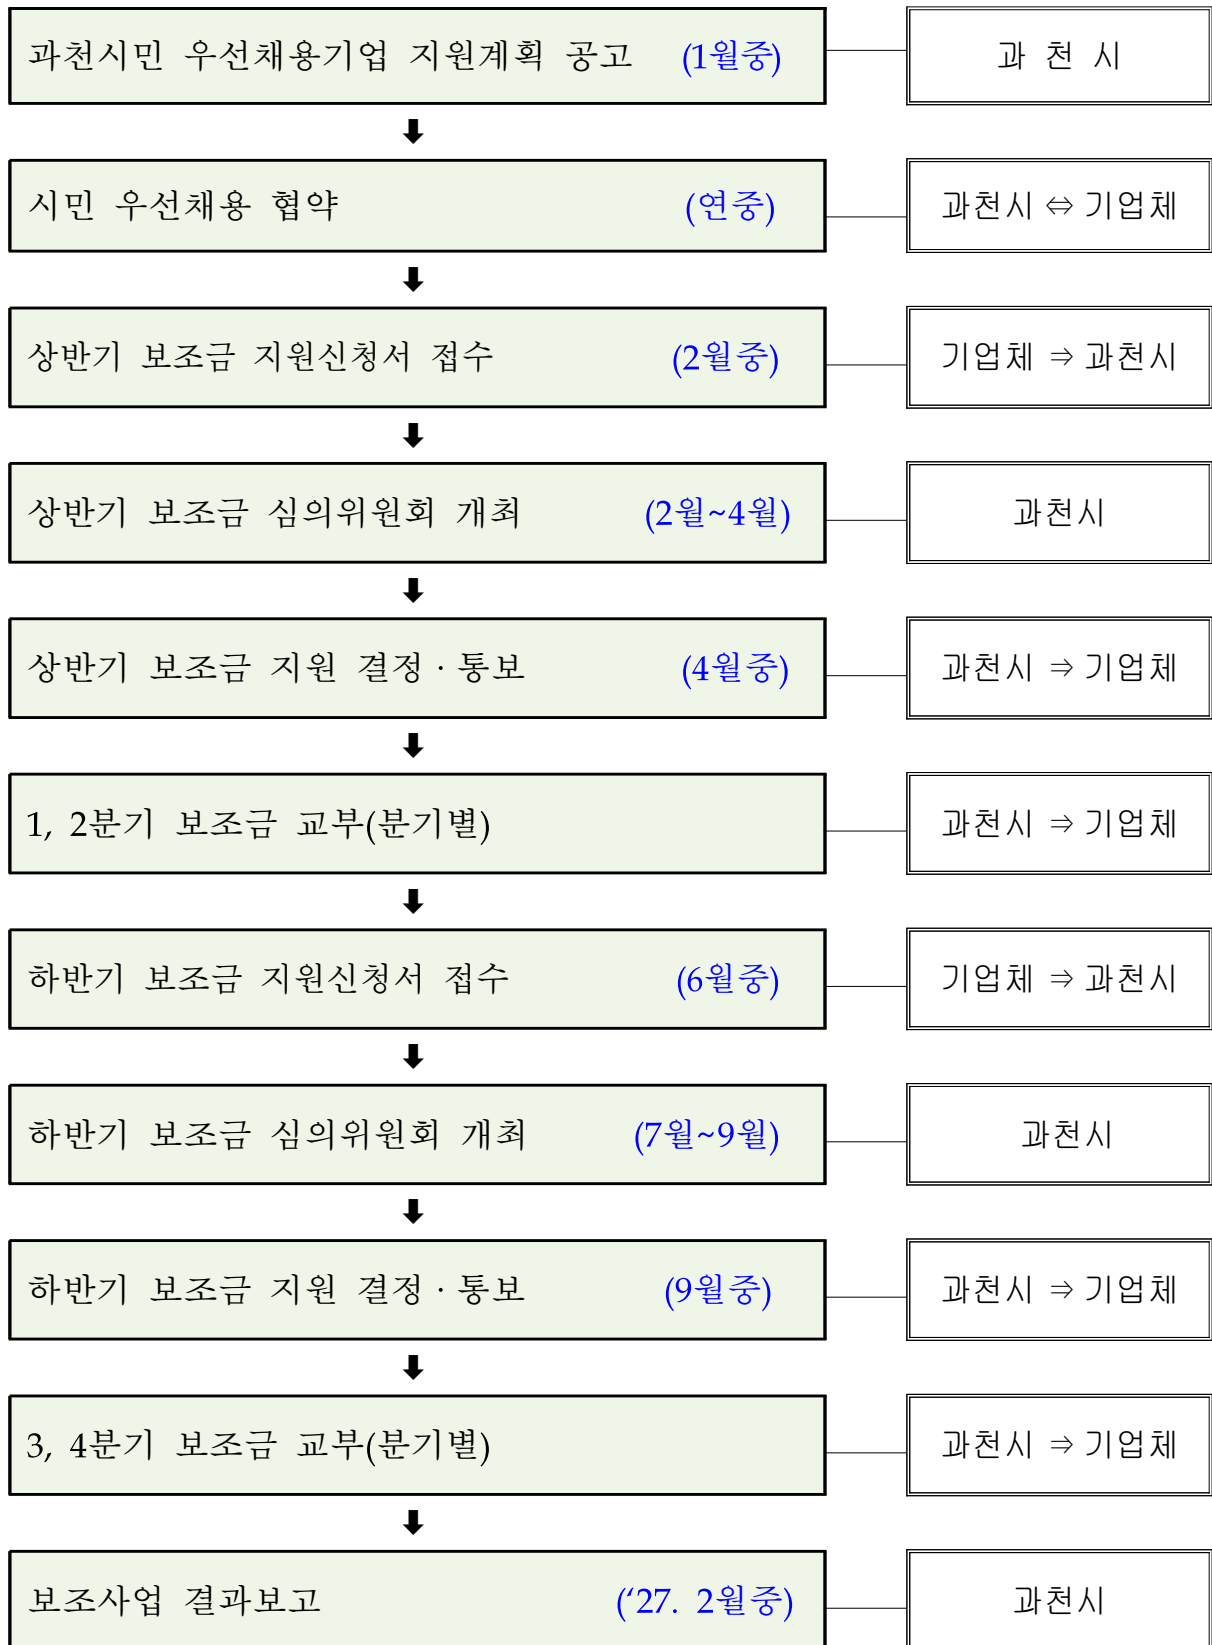 과천시민 우선채용기업 지원계획 공고 (1월중) 과 천 시
시민 우선채용 협약 (연중) 과천시 ⇔ 기업체
상반기 보조금 지원신청서 접수 (2월중) 기업체 ⇒ 과천시
상반기 보조금 심의위원회 개최 (2월~4월) 과천시
상반기 보조금 지원 결정 · 통보 (4월중) 과천시 ⇒ 기업체
1, 2분기 보조금 교부(분기별) 과천시 ⇒ 기업체
하반기 보조금 지원신청서 접수 (6월중) 기업체 ⇒ 과천시
하반기 보조금 심의위원회 개최 (7월~9월) 과천시
하반기 보조금 지원 결정 · 통보 (9월중) 과천시 ⇒ 기업체
3, 4분기 보조금 교부(분기별) 과천시 ⇒ 기업체
보조사업 결과보고 (‘27. 2월중) 과천시